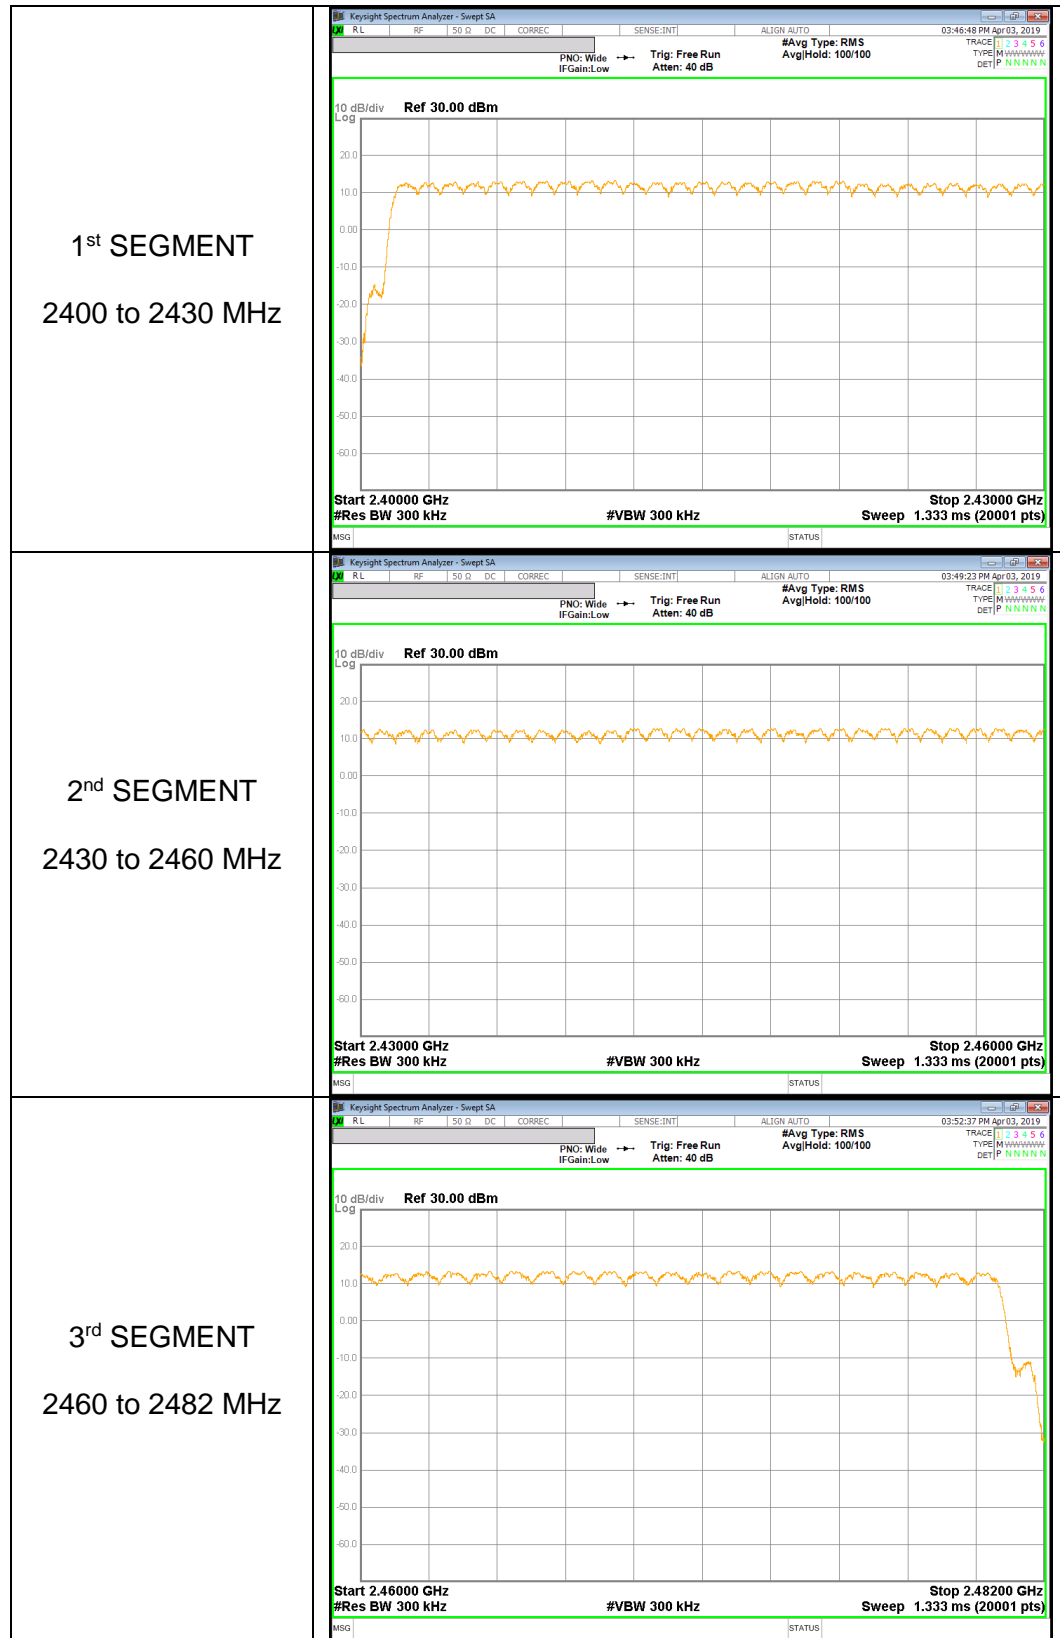 1st SEGMENT
2400 to 2430 MHz
Keysight Spectrum Analyzer - Swept SA
LXI RL RF 50 Ω DC CORREC SENSE:INT ALIGN AUTO 03:46:48 PM Apr 03, 2019
#Avg Type: RMS TRACE 1 2 3 4 5 6
PNO: Wide Trig: Free Run Avg|Hold: 100/100 TYPE M WWWWW
IFGain:Low Atten: 40 dB DET P N N N N N
10 dB/div Ref 30.00 dBm
Log
20.0
10.0
0.00
-10.0
-20.0
-30.0
-40.0
-50.0
-60.0
Start 2.40000 GHz Stop 2.43000 GHz
#Res BW 300 kHz #VBW 300 kHz Sweep 1.333 ms (20001 pts)
MSG STATUS
2nd SEGMENT
2430 to 2460 MHz
Keysight Spectrum Analyzer - Swept SA
LXI RL RF 50 Ω DC CORREC SENSE:INT ALIGN AUTO 03:49:23 PM Apr 03, 2019
#Avg Type: RMS TRACE 1 2 3 4 5 6
PNO: Wide Trig: Free Run Avg|Hold: 100/100 TYPE M WWWWW
IFGain:Low Atten: 40 dB DET P N N N N N
10 dB/div Ref 30.00 dBm
Log
20.0
10.0
0.00
-10.0
-20.0
-30.0
-40.0
-50.0
-60.0
Start 2.43000 GHz Stop 2.46000 GHz
#Res BW 300 kHz #VBW 300 kHz Sweep 1.333 ms (20001 pts)
MSG STATUS
3rd SEGMENT
2460 to 2482 MHz
Keysight Spectrum Analyzer - Swept SA
LXI RL RF 50 Ω DC CORREC SENSE:INT ALIGN AUTO 03:52:37 PM Apr 03, 2019
#Avg Type: RMS TRACE 1 2 3 4 5 6
PNO: Wide Trig: Free Run Avg|Hold: 100/100 TYPE M WWWWW
IFGain:Low Atten: 40 dB DET P N N N N N
10 dB/div Ref 30.00 dBm
Log
20.0
10.0
0.00
-10.0
-20.0
-30.0
-40.0
-50.0
-60.0
Start 2.46000 GHz Stop 2.48200 GHz
#Res BW 300 kHz #VBW 300 kHz Sweep 1.333 ms (20001 pts)
MSG STATUS